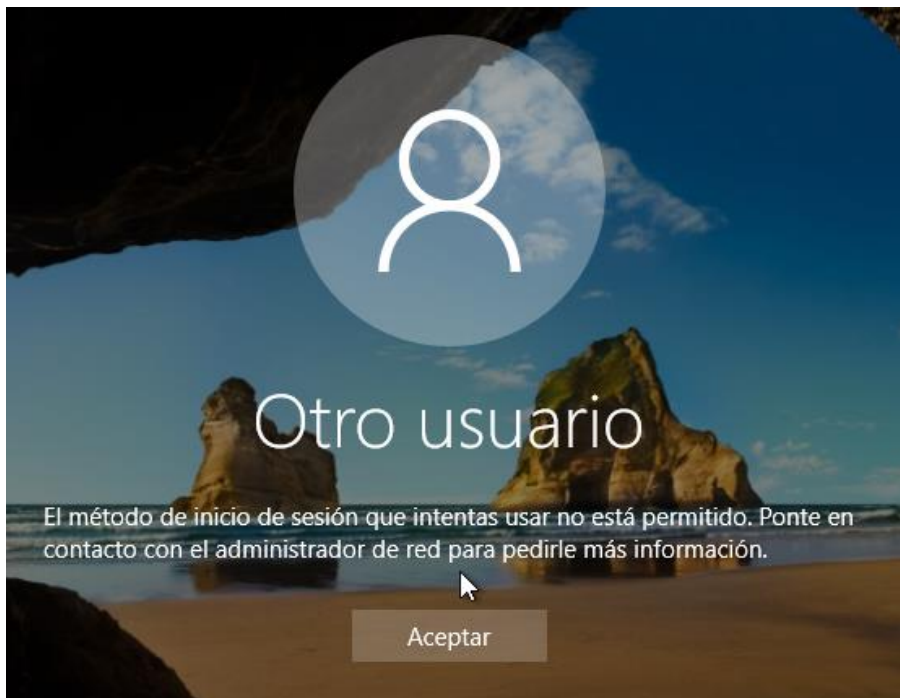 Otro usuario
El método de inicio de sesión que intentas usar no está permitido. Ponte en
contacto con el administrador de red para pedirle más información.
Aceptar